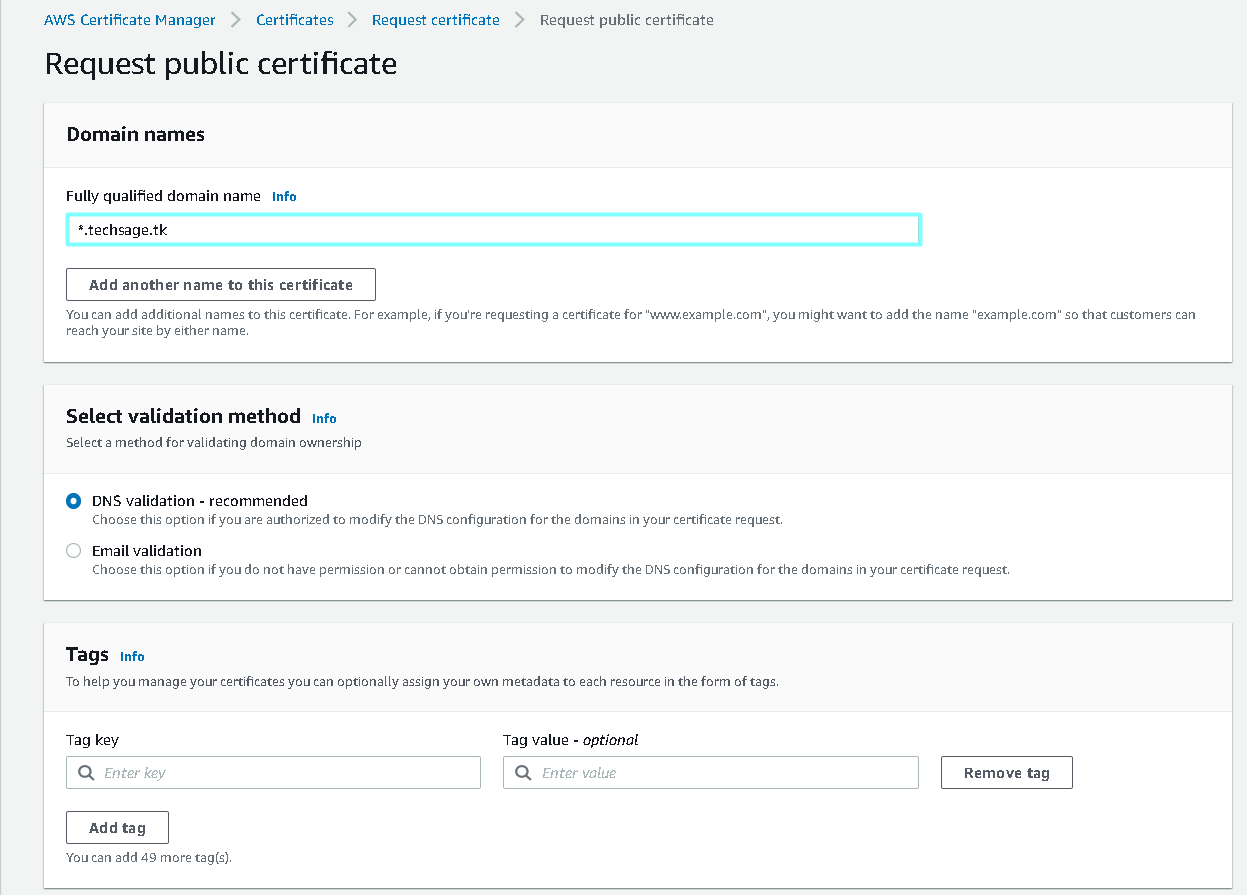 AWS Certificate Manager > Certificates > Request certificate > Request public certificate
Request public certificate
Domain names
Fully qualified domain name Info
*.techsage.tk
Add another name to this certificate
You can add additional names to this certificate. For example, if you're requesting a certificate for "www.example.com", you might want to add the name "example.com" so that customers can
reach your site by either name.
Select validation method Info
Select a method for validating domain ownership
DNS validation - recommended
Choose this option if you are authorized to modify the DNS configuration for the domains in your certificate request.
Email validation
Choose this option if you do not have permission or cannot obtain permission to modify the DNS configuration for the domains in your certificate request.
Tags Info
To help you manage your certificates you can optionally assign your own metadata to each resource in the form of tags.
Tag key Tag value - optional
Enter key Enter value Remove tag
Add tag
You can add 49 more tag(s).